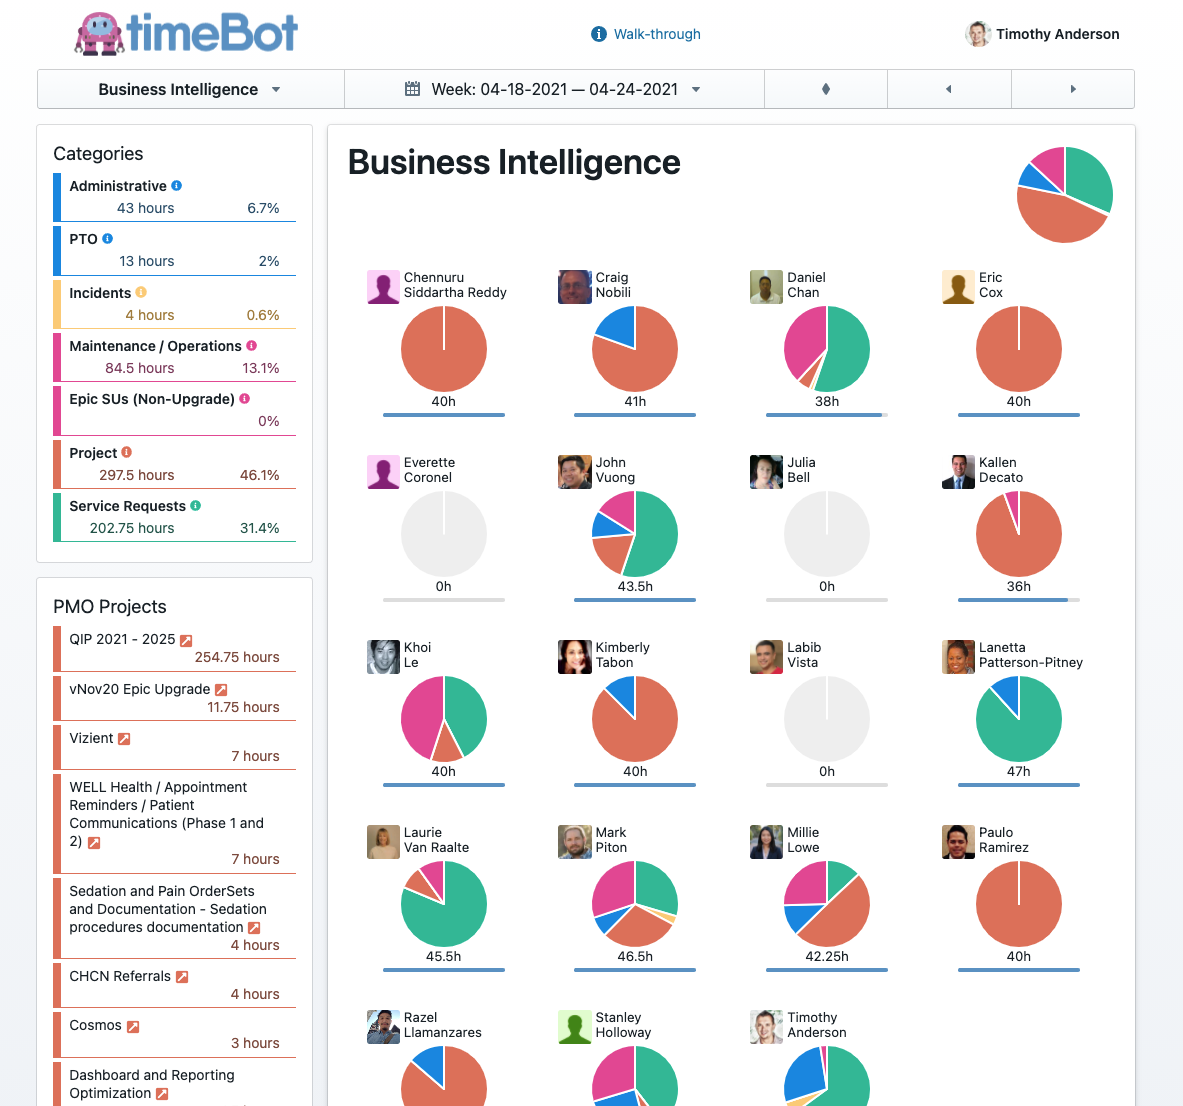 timeBot
Walk-through
Timothy Anderson
Business Intelligence
Week: 04-18-2021 — 04-24-2021
Categories
Administrative
43 hours 6.7%
PTO
13 hours 2%
Incidents
4 hours 0.6%
Maintenance / Operations
84.5 hours 13.1%
Epic SUs (Non-Upgrade)
0%
Project
297.5 hours 46.1%
Service Requests
202.75 hours 31.4%
PMO Projects
QIP 2021 - 2025
254.75 hours
vNov20 Epic Upgrade
11.75 hours
Vizient
7 hours
WELL Health / Appointment
Reminders / Patient
Communications (Phase 1 and
2)
7 hours
Sedation and Pain OrderSets
and Documentation - Sedation
procedures documentation
4 hours
CHCN Referrals
4 hours
Cosmos
3 hours
Dashboard and Reporting
Optimization
Business Intelligence
Chennuru
Siddartha Reddy
40h
Craig
Nobili
41h
Daniel
Chan
38h
Eric
Cox
40h
Everette
Coronel
0h
John
Vuong
43.5h
Julia
Bell
0h
Kallen
Decato
36h
Khoi
Le
40h
Kimberly
Tabon
40h
Labib
Vista
0h
Lanetta
Patterson-Pitney
47h
Laurie
Van Raalte
45.5h
Mark
Piton
46.5h
Millie
Lowe
42.25h
Paulo
Ramirez
40h
Razel
Llamanzares
Stanley
Holloway
Timothy
Anderson